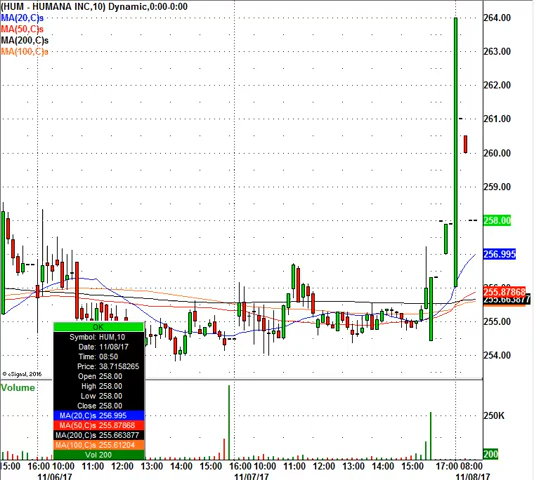 (HUM - HUMANA INC,10) Dynamic,0:00-0:00
MA(20,C)s
MA(50,C)s
MA(200,C)s
MA(100,C)s
264.00
263.00
262.00
261.00
260.00
259.00
258.00
256.995
255.87868
255.663877
255.00
254.00
© eSignal, 2016
OK
Symbol: HUM,10
Date: 11/08/17
Time: 08:50
Price: 38.7158265
Open 258.00
High 258.00
Low 258.00
Close 258.00
MA(20,C)s 256.995
MA(50,C)s 255.87868
MA(200,C)s 255.663877
MA(100,C)s 255.61204
Vol 200
Volume
250K
200
15:00 16:00 10:00 11:00 12:00 13:00 14:00 15:00 16:00 10:00 11:00 12:00 13:00 14:00 15:00 17:00 08:00
11/06/17 11/07/17 11/08/17